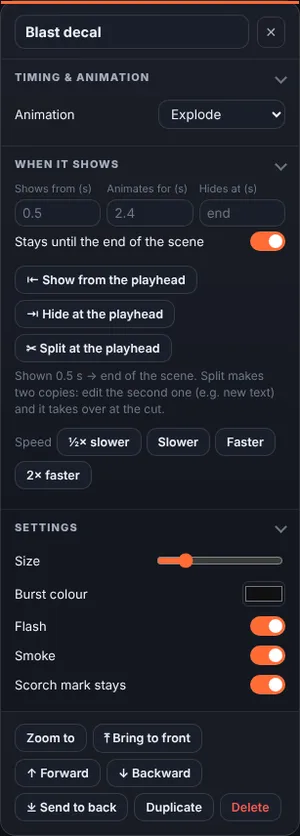 Blast decal
✕
TIMING & ANIMATION
Animation
Explode
WHEN IT SHOWS
Shows from (s) Animates for (s) Hides at (s)
0.5 2.4 end
Stays until the end of the scene
⇤ Show from the playhead
⇥ Hide at the playhead
✂ Split at the playhead
Shown 0.5 s → end of the scene. Split makes
two copies: edit the second one (e.g. new text)
and it takes over at the cut.
Speed ½× slower Slower Faster
2× faster
SETTINGS
Size
Burst colour
Flash
Smoke
Scorch mark stays
Zoom to ⤒ Bring to front
↑ Forward ↓ Backward
⤓ Send to back Duplicate Delete